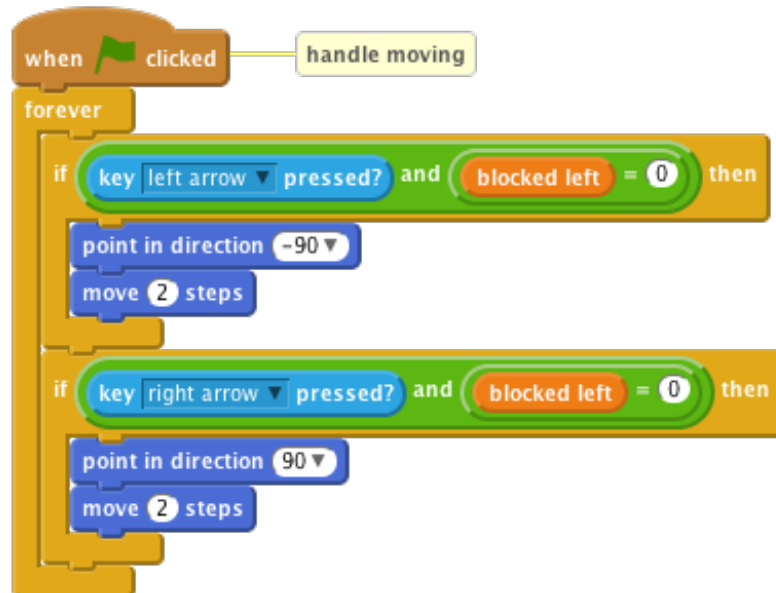 when clicked handle moving
forever
if key left arrow pressed? and blocked left = 0 then
point in direction -90
move 2 steps
if key right arrow pressed? and blocked left = 0 then
point in direction 90
move 2 steps